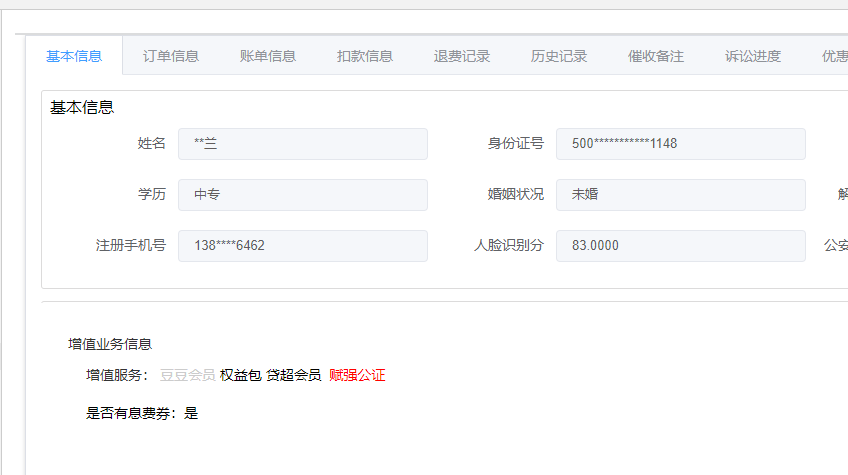 基本信息 订单信息 账单信息 扣款信息 退费记录 历史记录 催收备注 诉讼进度 优惠
基本信息
姓名 **兰 身份证号 500***********1148
学历 中专 婚姻状况 未婚 解
注册手机号 138****6462 人脸识别分 83.0000 公安
增值业务信息
增值服务: 豆豆会员 权益包 贷超会员 赋强公证
是否有息费券: 是